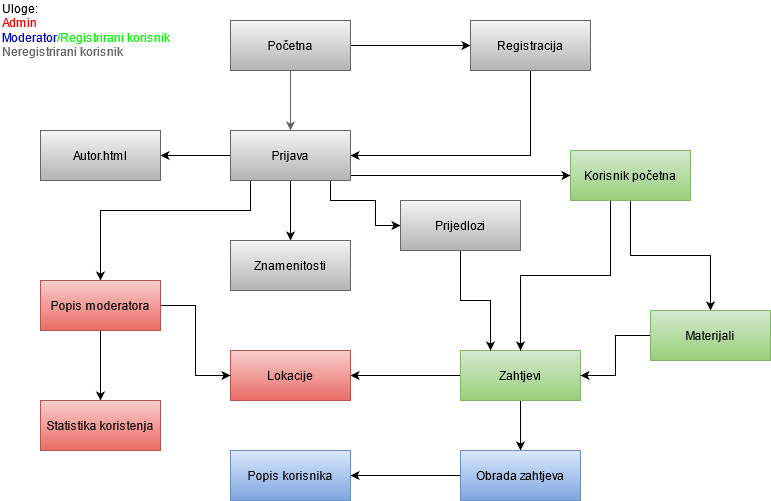 Uloge:
Admin
Moderator/Registrirani korisnik
Neregistrirani korisnik
Početna
Registracija
Autor.html
Prijava
Korisnik početna
Prijedlozi
Znamenitosti
Popis moderatora
Materijali
Lokacije
Zahtjevi
Statistika koristenja
Popis korisnika
Obrada zahtjeva